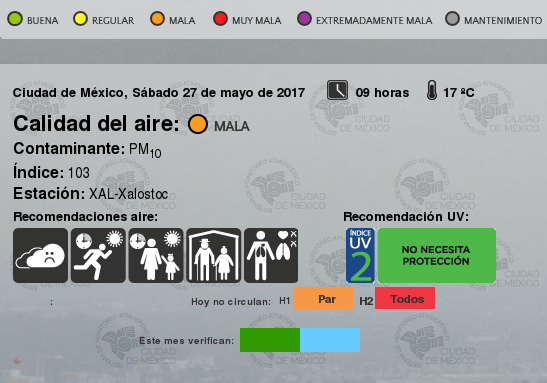 BUENA REGULAR MALA MUY MALA EXTREMADAMENTE MALA MANTENIMIENTO
Ciudad de México, Sábado 27 de mayo de 2017 09 horas 17 ºC
Calidad del aire: MALA
Contaminante: PM10
Índice: 103
Estación: XAL-Xalostoc
Recomendaciones aire: Recomendación UV:
ÍNDICE
UV
2
NO NECESITA
PROTECCIÓN
: Hoy no circulan: H1 Par H2 Todos
Este mes verifican:
CIUDAD
DE MÉXICO